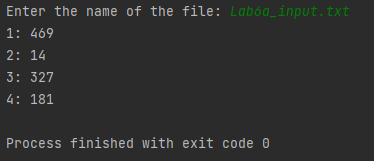 Enter the name of the file: Lab6a_input.txt
1: 469
2: 14
3: 327
4: 181
Process finished with exit code 0